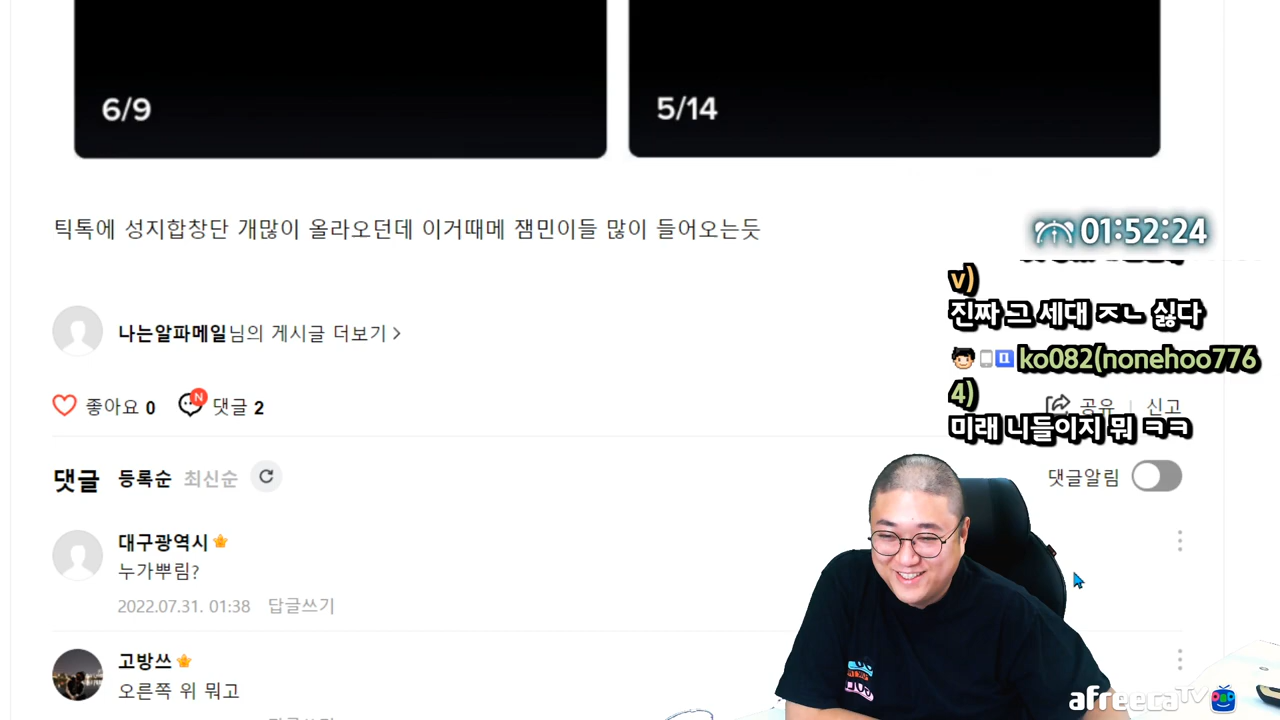 6/9
5/14
틱톡에 성지합창단 개많이 올라오던데 이거때메 잼민이들 많이 들어오는듯
01:52:24
v)
진짜 그 세대 ㅈㄴ 싫다
ko082(nonehoo776
4)
미래 니들이지 뭐 ㅋㅋ
나는알파메일님의 게시글 더보기 >
좋아요 0 N 댓글 2
공유 | 신고
댓글 등록순 최신순
댓글알림
대구광역시
누가뿌림?
2022.07.31. 01:38 답글쓰기
고방쓰
오른쪽 위 뭐고
afreecaTV